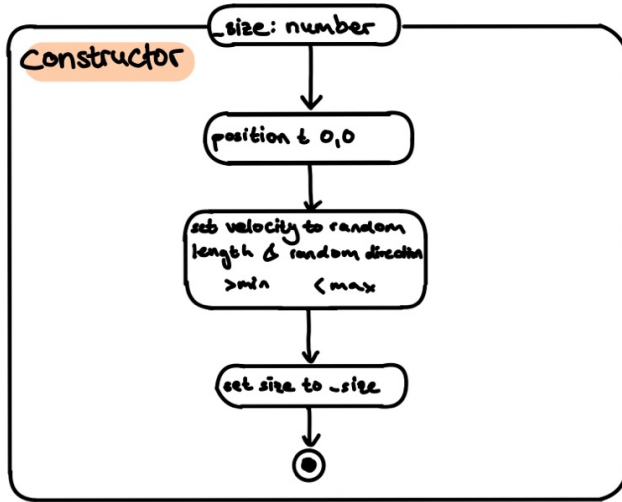 _size: number
constructor
position t 0,0
set velocity to random
length & random direction
>min <max
set size to _size